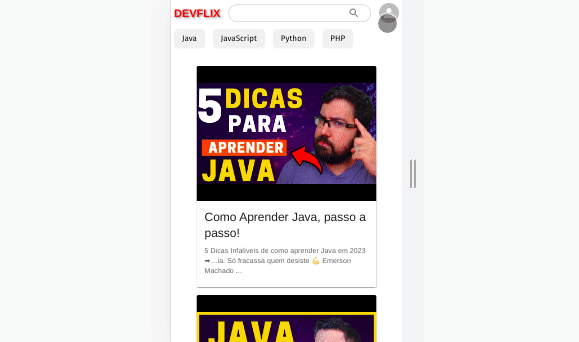 DEVFLIX
Java JavaScript Python PHP
5 DICAS
PARA
APRENDER
JAVA
Como Aprender Java, passo a
passo!
5 Dicas Infalíveis de como aprender Java em 2023
➡...ia. Só fracassa quem desiste 💪🏻 Emerson
Machado ...
JAVA